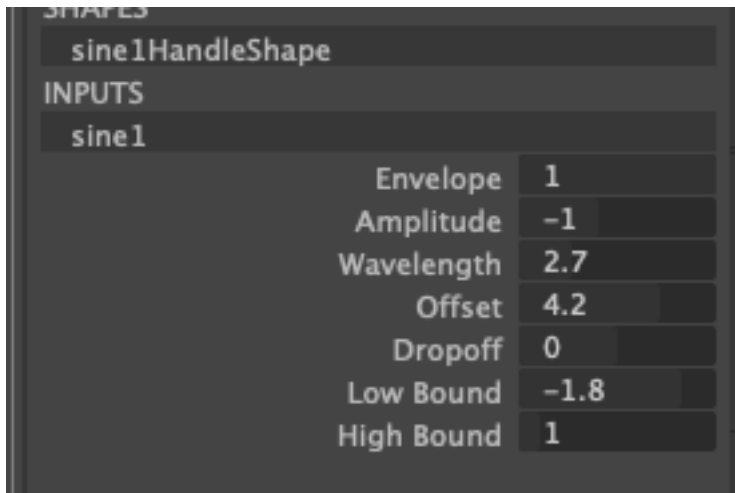 SHAPES
sine1HandleShape
INPUTS
sine1
Envelope 1
Amplitude -1
Wavelength 2.7
Offset 4.2
Dropoff 0
Low Bound -1.8
High Bound 1